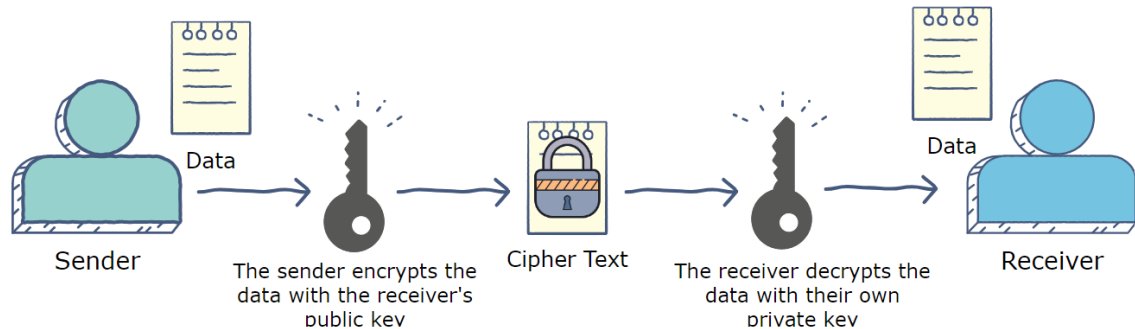 Data
Sender
The sender encrypts the
data with the receiver's
public key
Cipher Text
The receiver decrypts the
data with their own
private key
Data
Receiver